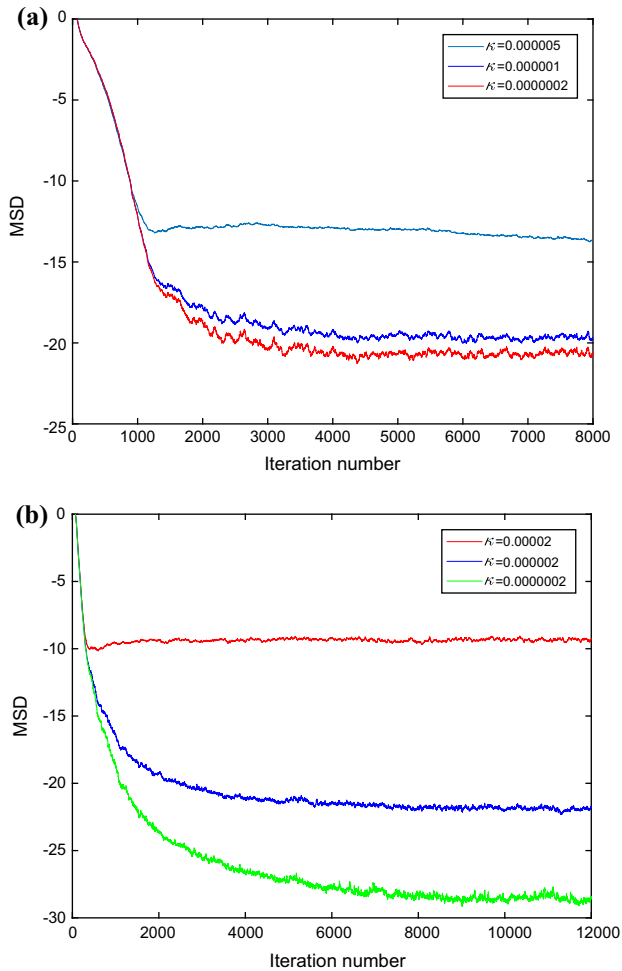 (a)
0
-5
-10
-15
-20
-25
MSD
κ=0.000005
κ=0.000001
κ=0.0000002
0 1000 2000 3000 4000 5000 6000 7000 8000
Iteration number
(b)
0
-5
-10
-15
-20
-25
-30
MSD
κ=0.00002
κ=0.000002
κ=0.0000002
0 2000 4000 6000 8000 10000 12000
Iteration number